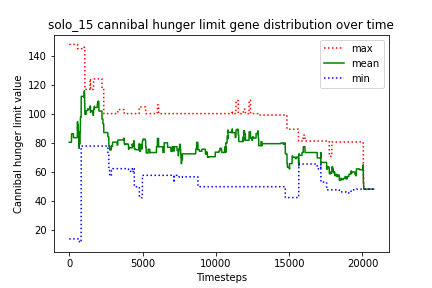 solo_15 cannibal hunger limit gene distribution over time
max
mean
min
Cannibal hunger limit value
140
120
100
80
60
40
20
0
5000
10000
15000
20000
Timesteps